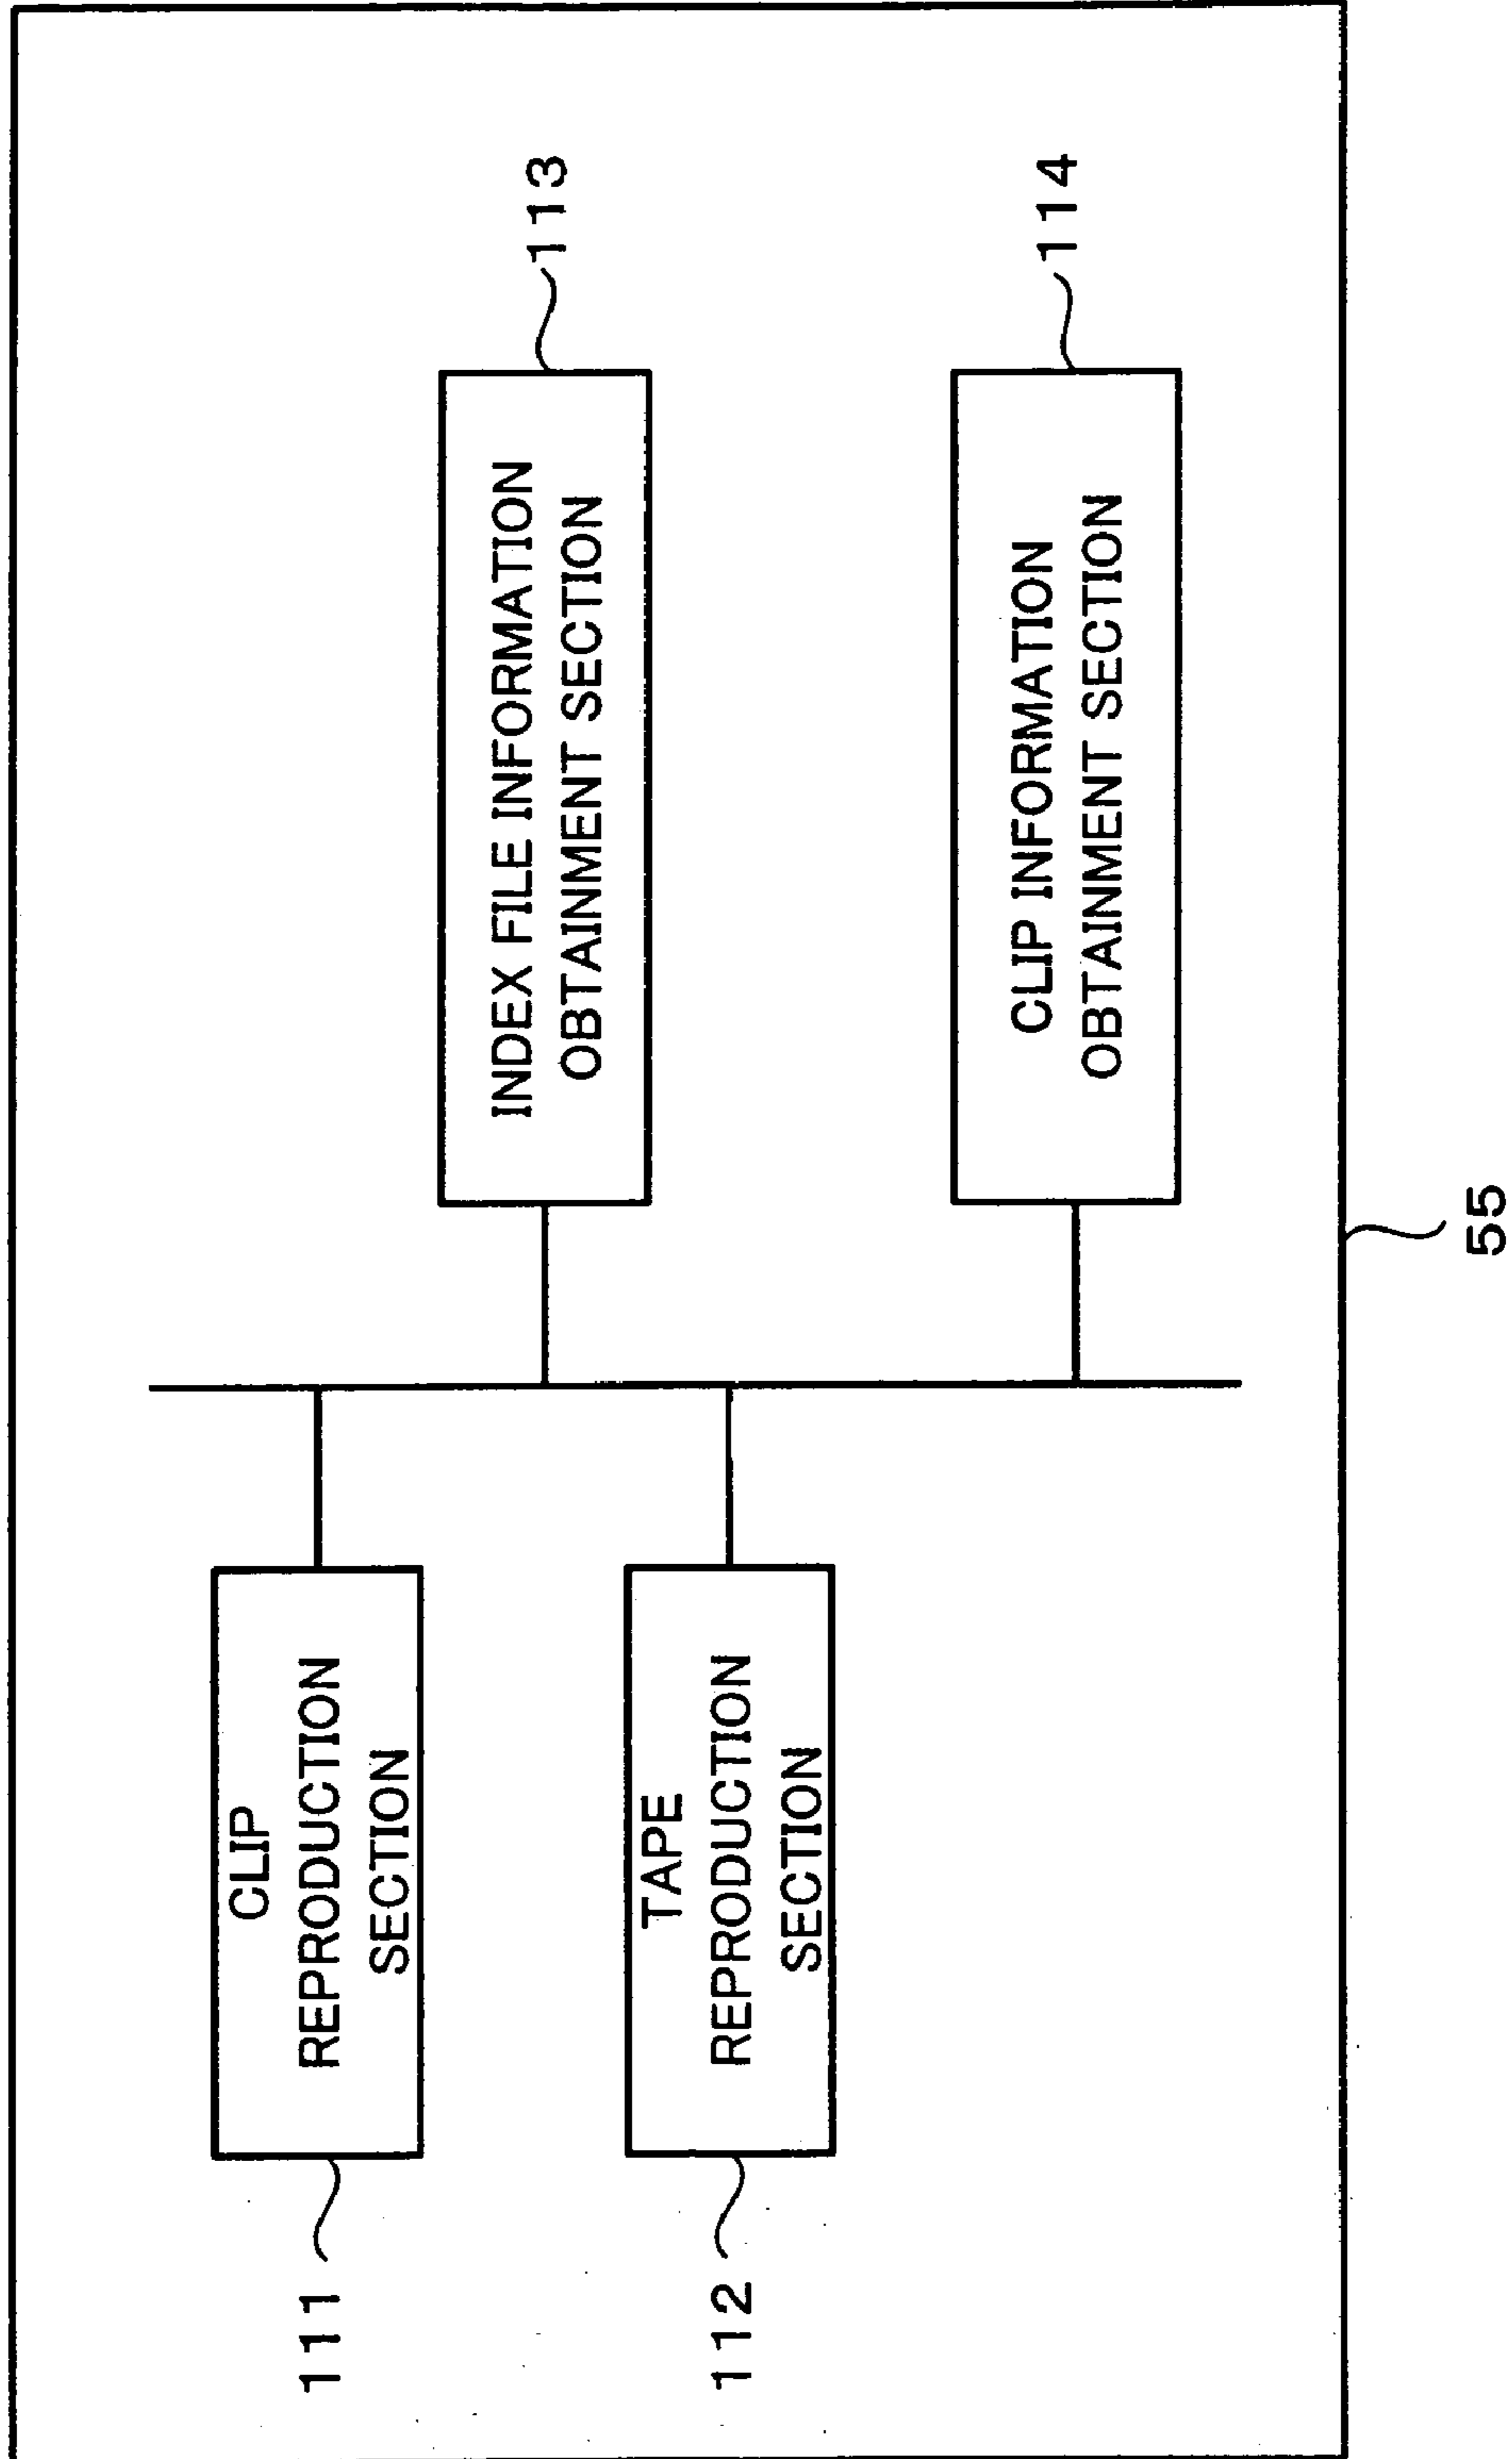 111
CLIP
REPRODUCTION
SECTION
112
TAPE
REPRODUCTION
SECTION
INDEX FILE INFORMATION
OBTAINMENT SECTION
113
CLIP INFORMATION
OBTAINMENT SECTION
114
55